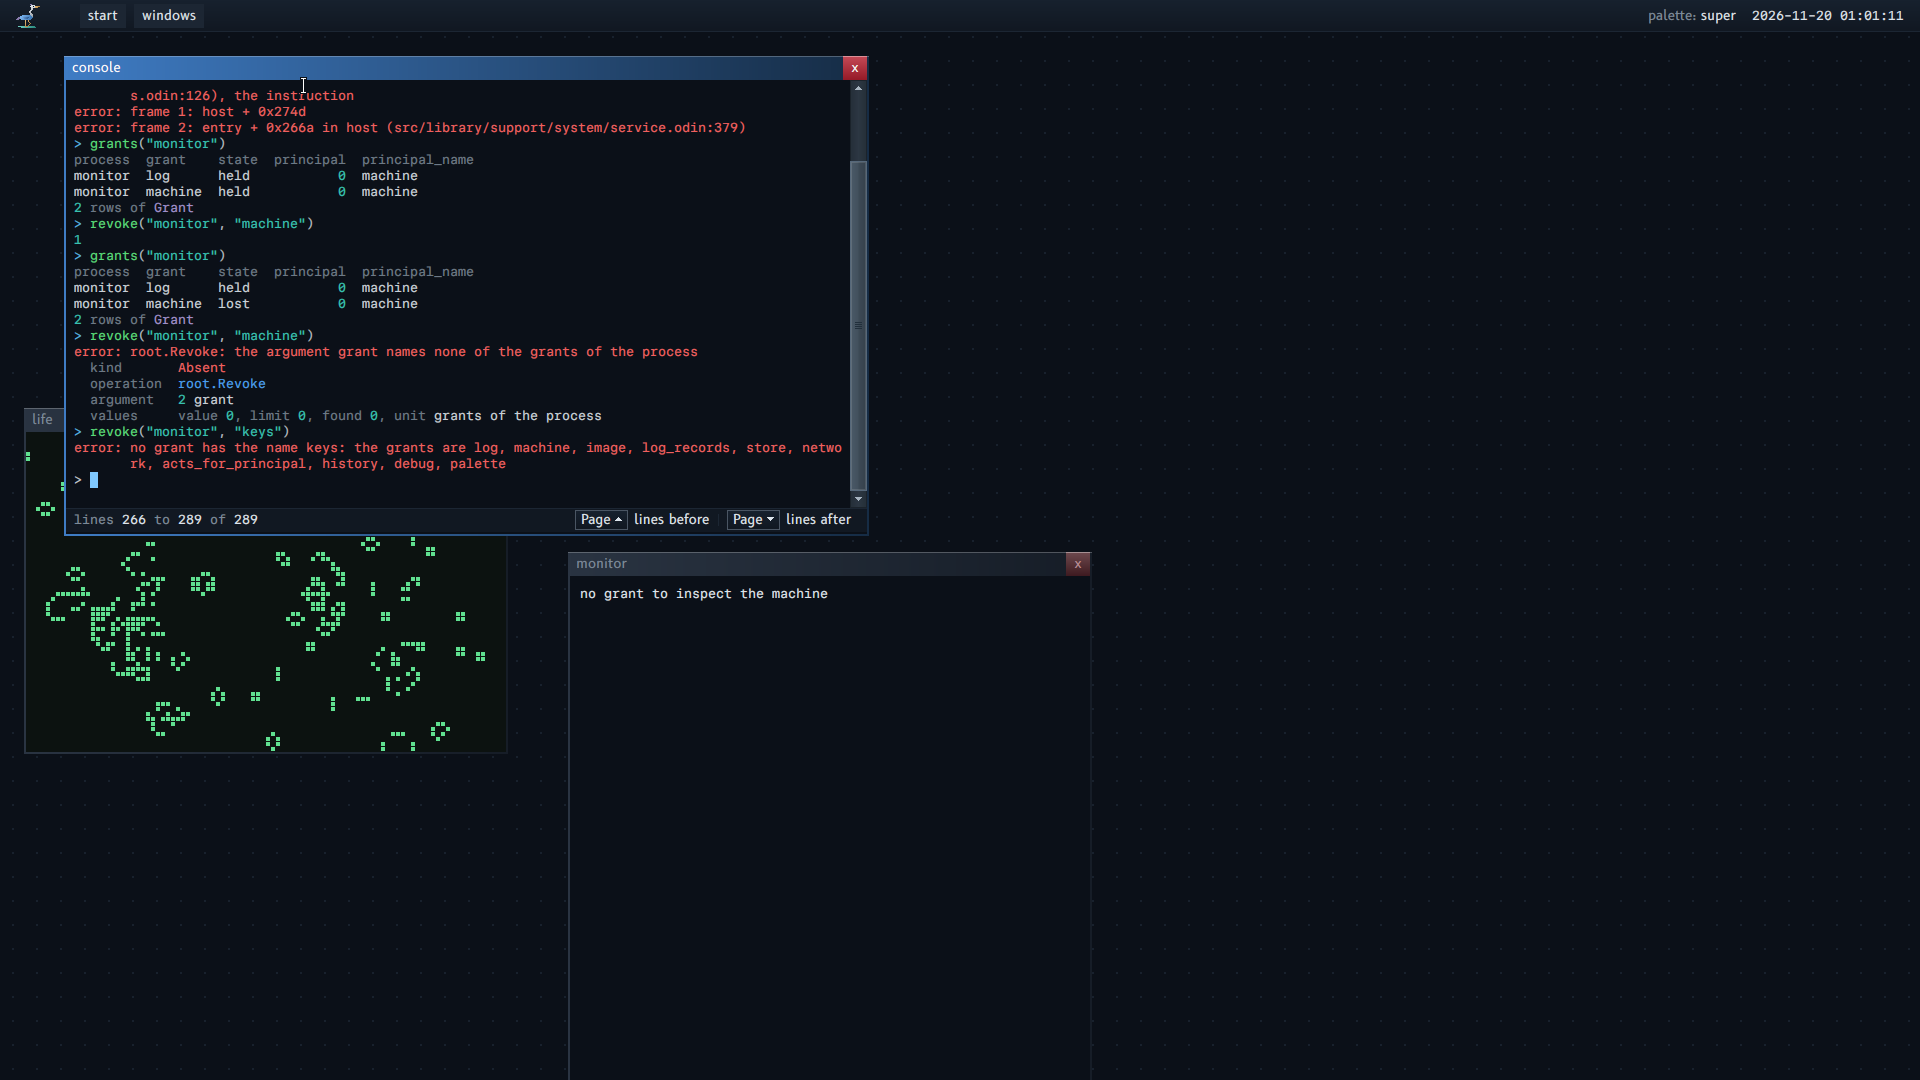 start windows palette: super 2026-11-20 01:01:11
console x
s.odin:126), the instruction
error: frame 1: host + 0x274d
error: frame 2: entry + 0x266a in host (src/library/support/system/service.odin:379)
> grants("monitor")
process grant state principal principal_name
monitor log held 0 machine
monitor machine held 0 machine
2 rows of Grant
> revoke("monitor", "machine")
1
> grants("monitor")
process grant state principal principal_name
monitor log held 0 machine
monitor machine lost 0 machine
2 rows of Grant
> revoke("monitor", "machine")
error: root.Revoke: the argument grant names none of the grants of the process
kind Absent
operation root.Revoke
argument 2 grant
values value 0, limit 0, found 0, unit grants of the process
> revoke("monitor", "keys")
error: no grant has the name keys: the grants are log, machine, image, log_records, store, netwo
rk, acts_for_principal, history, debug, palette
>
lines 266 to 289 of 289 Page lines before Page lines after
life
monitor x
no grant to inspect the machine